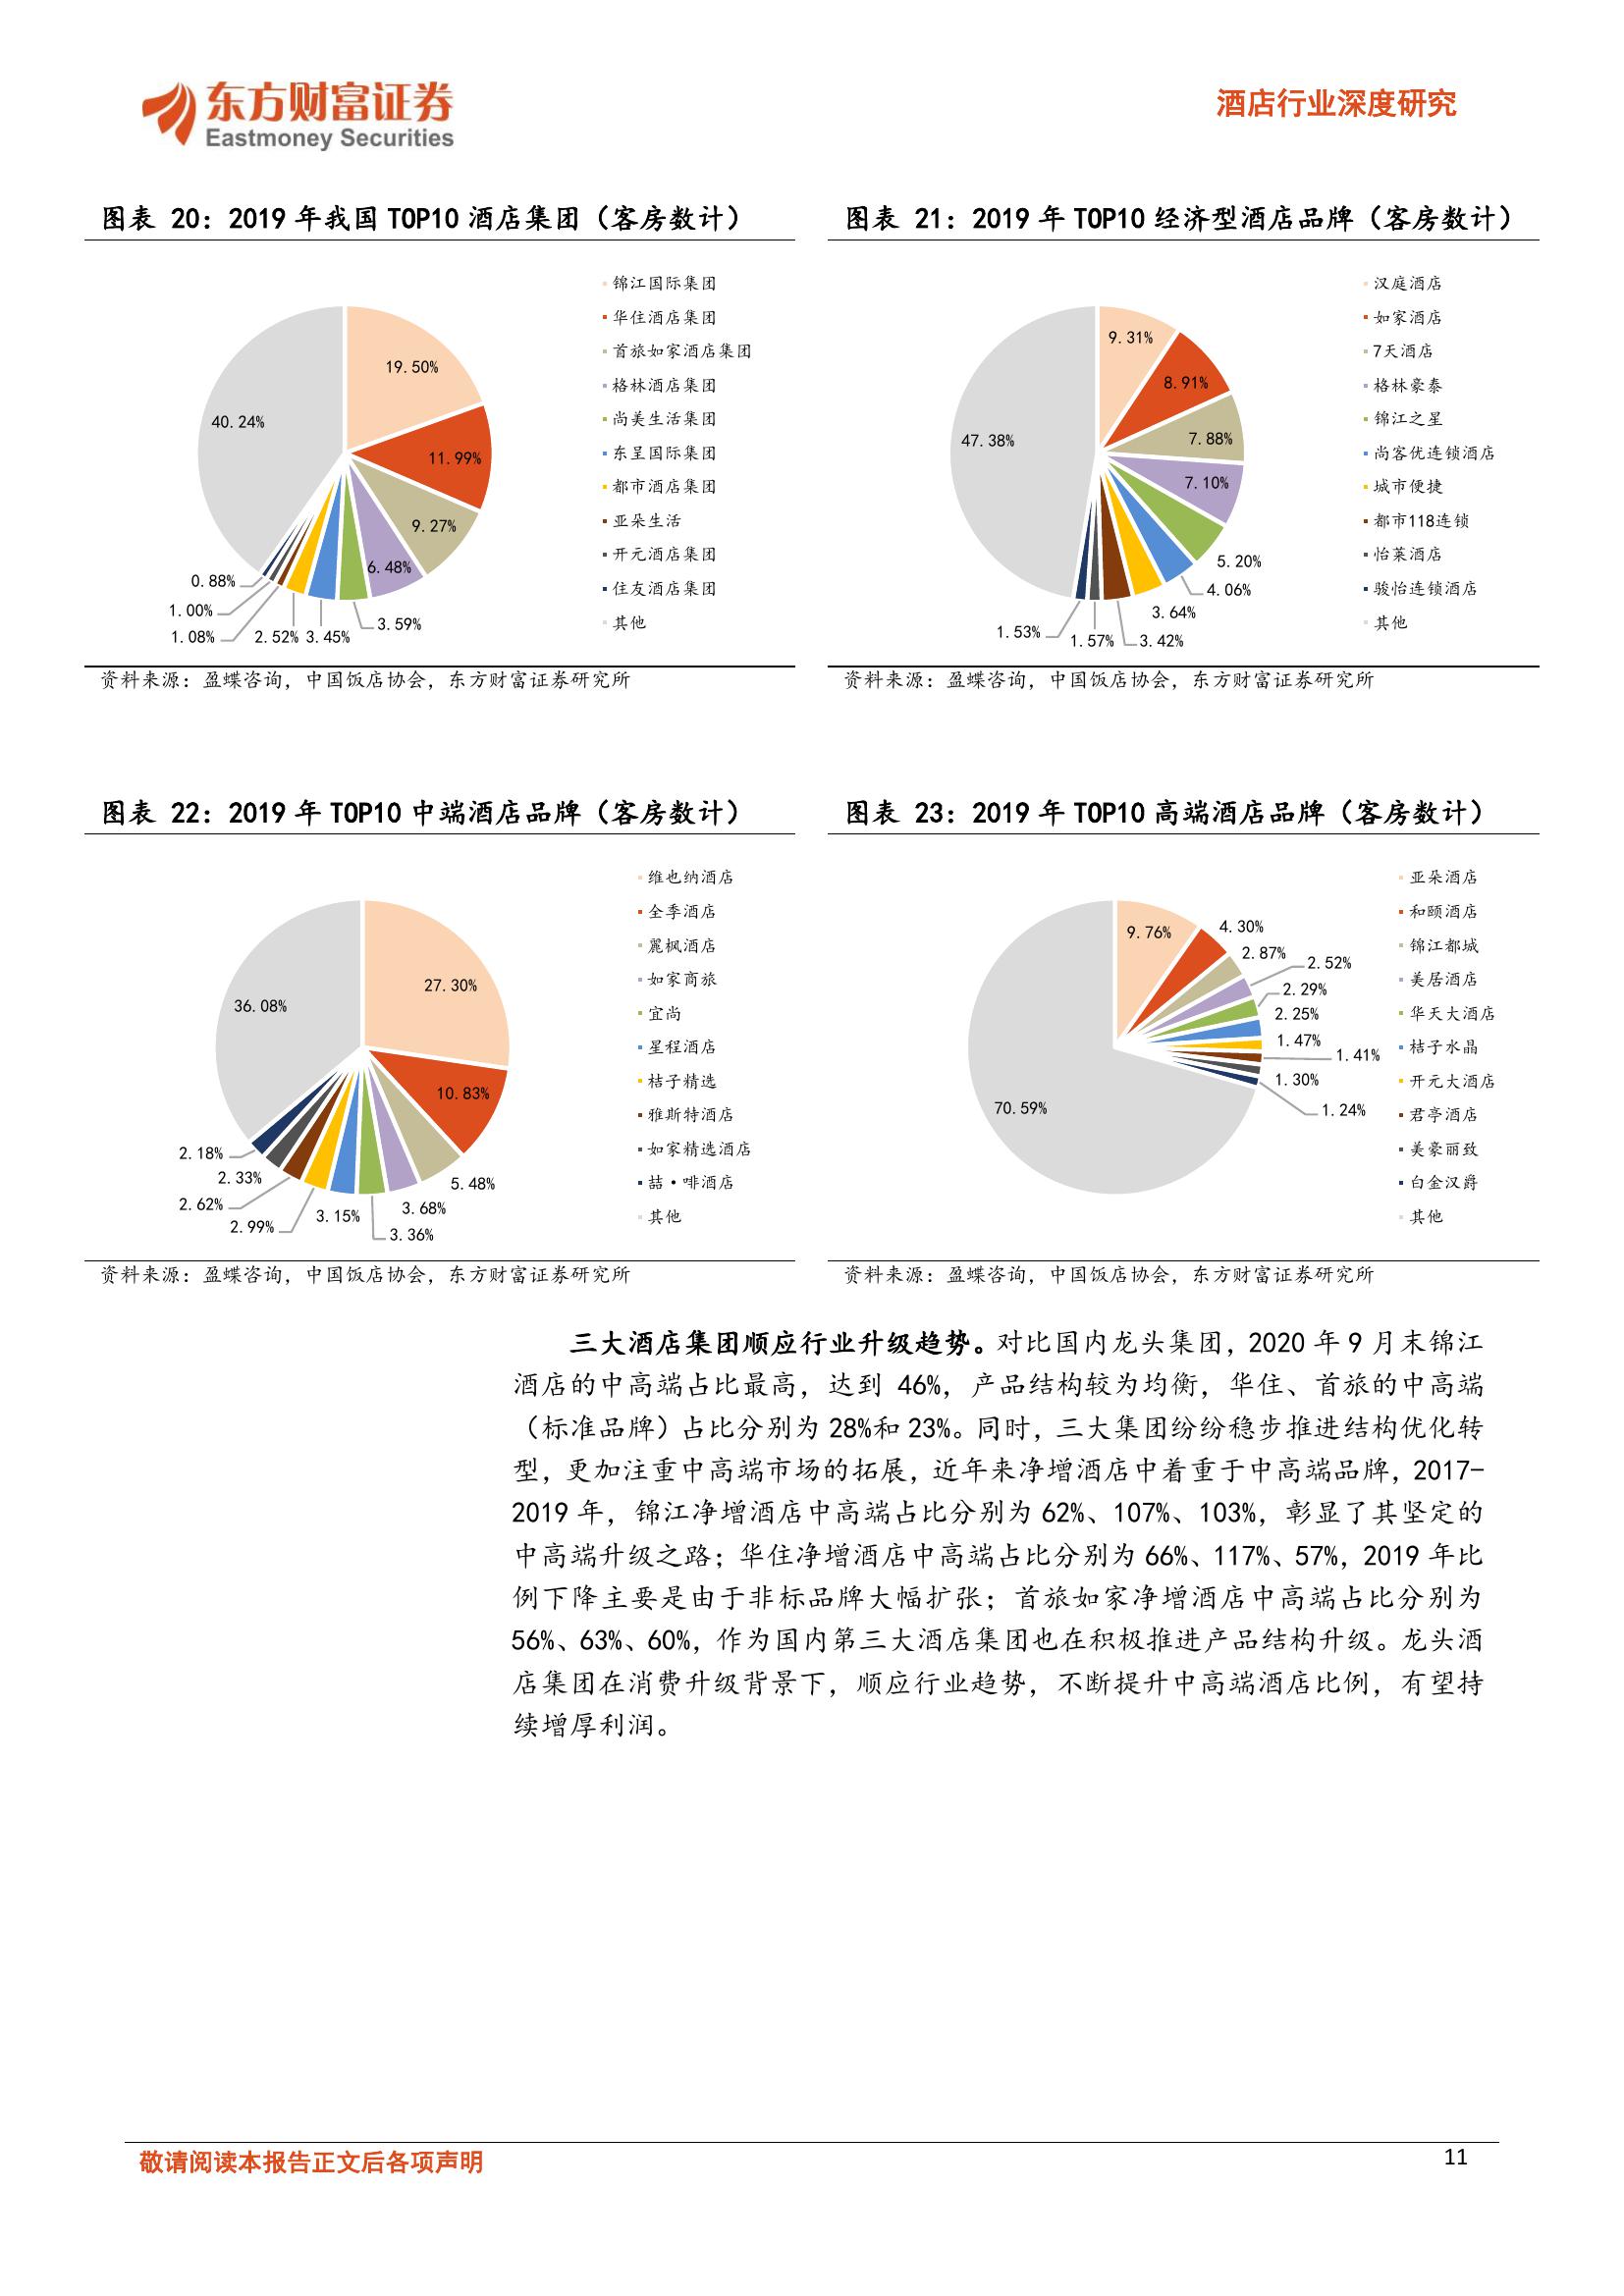 东方财富证券
Eastmoney Securities
酒店行业深度研究
图表 20：2019 年我国 TOP10 酒店集团（客房数计）
19.50%
11.99%
9.27%
6.48%
3.59%
3.45%
2.52%
1.08%
1.00%
0.88%
40.24%
锦江国际集团
华住酒店集团
首旅如家酒店集团
格林酒店集团
尚美生活集团
东呈国际集团
都市酒店集团
亚朵生活
开元酒店集团
住友酒店集团
其他
资料来源：盈蝶咨询，中国饭店协会，东方财富证券研究所
图表 21：2019 年 TOP10 经济型酒店品牌（客房数计）
9.31%
8.91%
7.88%
7.10%
5.20%
4.06%
3.64%
3.42%
1.57%
1.53%
47.38%
汉庭酒店
如家酒店
7天酒店
格林豪泰
锦江之星
尚客优连锁酒店
城市便捷
都市118连锁
怡莱酒店
骏怡连锁酒店
其他
资料来源：盈蝶咨询，中国饭店协会，东方财富证券研究所
图表 22：2019 年 TOP10 中端酒店品牌（客房数计）
27.30%
10.83%
5.48%
3.68%
3.36%
3.15%
2.99%
2.62%
2.33%
2.18%
36.08%
维也纳酒店
全季酒店
麗枫酒店
如家商旅
宜尚
星程酒店
桔子精选
雅斯特酒店
如家精选酒店
喆·啡酒店
其他
资料来源：盈蝶咨询，中国饭店协会，东方财富证券研究所
图表 23：2019 年 TOP10 高端酒店品牌（客房数计）
9.76%
4.30%
2.87%
2.52%
2.29%
2.25%
1.47%
1.41%
1.30%
1.24%
70.59%
亚朵酒店
和颐酒店
锦江都城
美居酒店
华天大酒店
桔子水晶
开元大酒店
君亭酒店
美豪丽致
白金汉爵
其他
资料来源：盈蝶咨询，中国饭店协会，东方财富证券研究所
三大酒店集团顺应行业升级趋势。对比国内龙头集团，2020 年 9 月末锦江
酒店的中高端占比最高，达到 46%，产品结构较为均衡，华住、首旅的中高端
（标准品牌）占比分别为 28%和 23%。同时，三大集团纷纷稳步推进结构优化转
型，更加注重中高端市场的拓展，近年来净增酒店中着重于中高端品牌，2017-
2019 年，锦江净增酒店中高端占比分别为 62%、107%、103%，彰显了其坚定的
中高端升级之路；华住净增酒店中高端占比分别为 66%、117%、57%，2019 年比
例下降主要是由于非标品牌大幅扩张；首旅如家净增酒店中高端占比分别为
56%、63%、60%，作为国内第三大酒店集团也在积极推进产品结构升级。龙头酒
店集团在消费升级背景下，顺应行业趋势，不断提升中高端酒店比例，有望持
续增厚利润。
敬请阅读本报告正文后各项声明
11